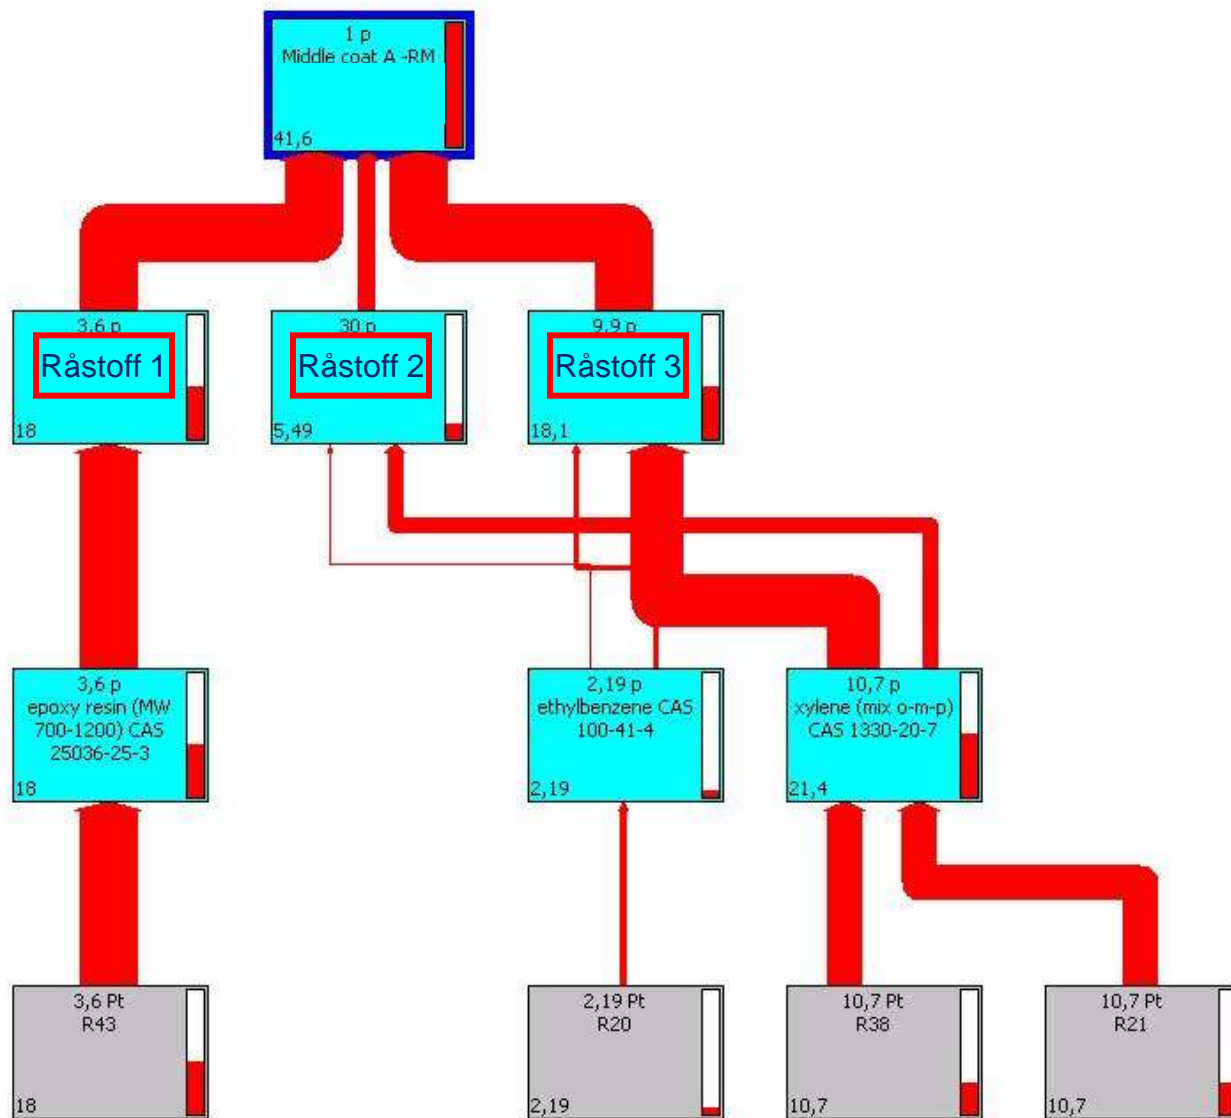 1 p
Middle coat A -RM
41,6
3,6 p
Råstoff 1
18
30 p
Råstoff 2
5,49
9,9 p
Råstoff 3
18,1
3,6 p
epoxy resin (MW
700-1200) CAS
25036-25-3
18
2,19 p
ethylbenzene CAS
100-41-4
2,19
10,7 p
xylene (mix o-m-p)
CAS 1330-20-7
21,4
3,6 Pt
R43
18
2,19 Pt
R20
2,19
10,7 Pt
R38
10,7
10,7 Pt
R21
10,7